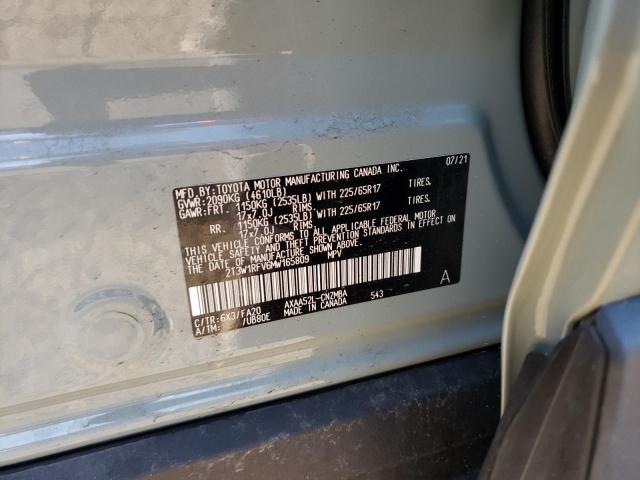 MFD.BY:TOYOTA MOTOR MANUFACTURING CANADA INC. 07/21
GVWR:2090KG (4610LB)
GAWR:FRT. 1150KG (2535LB) WITH 225/65R17 TIRES,
17x7.0J RIMS
RR. 1150KG (2535LB) WITH 225/65R17 TIRES,
17x7.0J RIMS
THIS VEHICLE CONFORMS TO ALL APPLICABLE FEDERAL MOTOR
VEHICLE SAFETY AND THEFT PREVENTION STANDARDS IN EFFECT ON THE DATE OF
MANUFACTURE SHOWN ABOVE.
2T3W1RFV6MW165809 MPV
A
C/TR:6X3/FA20 AXAA52L-CNZMBA 543
A/TM: /UB80E MADE IN CANADA